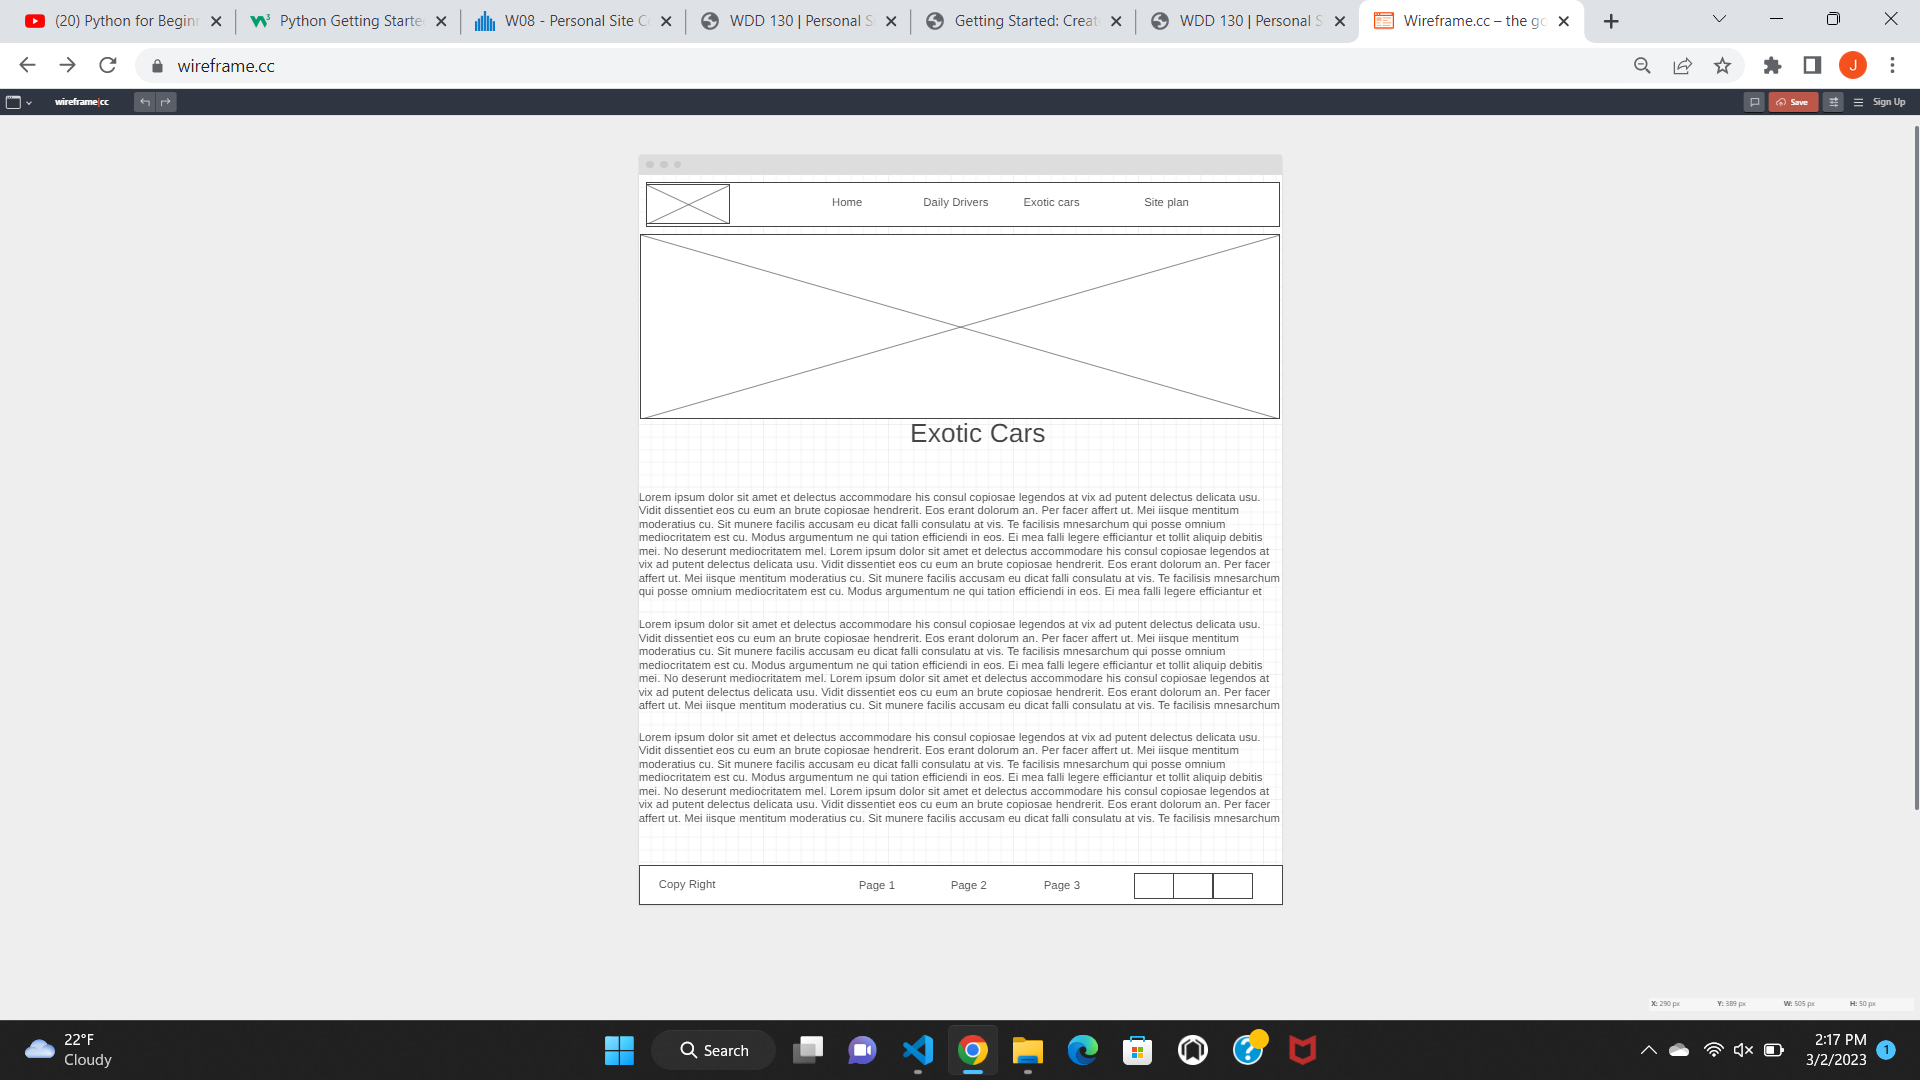 (20) Python for Beginn
Python Getting Starte
W08 - Personal Site C
WDD 130 | Personal S
Getting Started: Creat
WDD 130 | Personal S
Wireframe.cc – the go
wireframe.cc
J
wireframe|cc
Save
Sign Up
Home
Daily Drivers
Exotic cars
Site plan
Exotic Cars
Lorem ipsum dolor sit amet et delectus accommodare his consul copiosae legendos at vix ad putent delectus delicata usu.
Vidit dissentiet eos cu eum an brute copiosae hendrerit. Eos erant dolorum an. Per facer affert ut. Mei iisque mentitum
moderatius cu. Sit munere facilis accusam eu dicat falli consulatu at vis. Te facilisis mnesarchum qui posse omnium
mediocritatem est cu. Modus argumentum ne qui tation efficiendi in eos. Ei mea falli legere efficiantur et tollit aliquip debitis
mei. No deserunt mediocritatem mel. Lorem ipsum dolor sit amet et delectus accommodare his consul copiosae legendos at
vix ad putent delectus delicata usu. Vidit dissentiet eos cu eum an brute copiosae hendrerit. Eos erant dolorum an. Per facer
affert ut. Mei iisque mentitum moderatius cu. Sit munere facilis accusam eu dicat falli consulatu at vis. Te facilisis mnesarchum
qui posse omnium mediocritatem est cu. Modus argumentum ne qui tation efficiendi in eos. Ei mea falli legere efficiantur et
Lorem ipsum dolor sit amet et delectus accommodare his consul copiosae legendos at vix ad putent delectus delicata usu.
Vidit dissentiet eos cu eum an brute copiosae hendrerit. Eos erant dolorum an. Per facer affert ut. Mei iisque mentitum
moderatius cu. Sit munere facilis accusam eu dicat falli consulatu at vis. Te facilisis mnesarchum qui posse omnium
mediocritatem est cu. Modus argumentum ne qui tation efficiendi in eos. Ei mea falli legere efficiantur et tollit aliquip debitis
mei. No deserunt mediocritatem mel. Lorem ipsum dolor sit amet et delectus accommodare his consul copiosae legendos at
vix ad putent delectus delicata usu. Vidit dissentiet eos cu eum an brute copiosae hendrerit. Eos erant dolorum an. Per facer
affert ut. Mei iisque mentitum moderatius cu. Sit munere facilis accusam eu dicat falli consulatu at vis. Te facilisis mnesarchum
Lorem ipsum dolor sit amet et delectus accommodare his consul copiosae legendos at vix ad putent delectus delicata usu.
Vidit dissentiet eos cu eum an brute copiosae hendrerit. Eos erant dolorum an. Per facer affert ut. Mei iisque mentitum
moderatius cu. Sit munere facilis accusam eu dicat falli consulatu at vis. Te facilisis mnesarchum qui posse omnium
mediocritatem est cu. Modus argumentum ne qui tation efficiendi in eos. Ei mea falli legere efficiantur et tollit aliquip debitis
mei. No deserunt mediocritatem mel. Lorem ipsum dolor sit amet et delectus accommodare his consul copiosae legendos at
vix ad putent delectus delicata usu. Vidit dissentiet eos cu eum an brute copiosae hendrerit. Eos erant dolorum an. Per facer
affert ut. Mei iisque mentitum moderatius cu. Sit munere facilis accusam eu dicat falli consulatu at vis. Te facilisis mnesarchum
Copy Right
Page 1
Page 2
Page 3
X: 290 px
Y: 389 px
W: 505 px
H: 50 px
22°F
Cloudy
Search
2:17 PM
3/2/2023
1